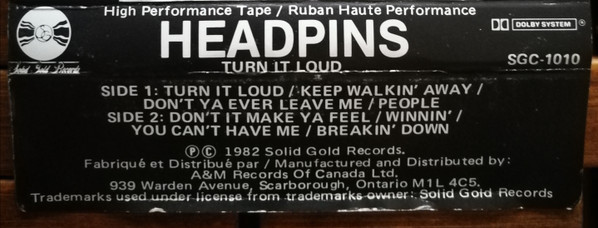 High Performance Tape / Ruban Haute Performance
DOLBY SYSTEM ®
HEADPINS
Solid Gold Records
TURN IT LOUD
SGC-1010
SIDE 1: TURN IT LOUD / KEEP WALKIN' AWAY /
DON'T YA EVER LEAVE ME / PEOPLE
SIDE 2: DON'T IT MAKE YA FEEL / WINNIN' /
YOU CAN'T HAVE ME / BREAKIN' DOWN
Ⓟ © 1982 Solid Gold Records.
Fabriqué et Distribué par / Manufactured and Distributed by:
A&M Records Of Canada Ltd.
939 Warden Avenue, Scarborough, Ontario M1L 4C5.
Trademarks used under license from trademarks owner: Solid Gold Records